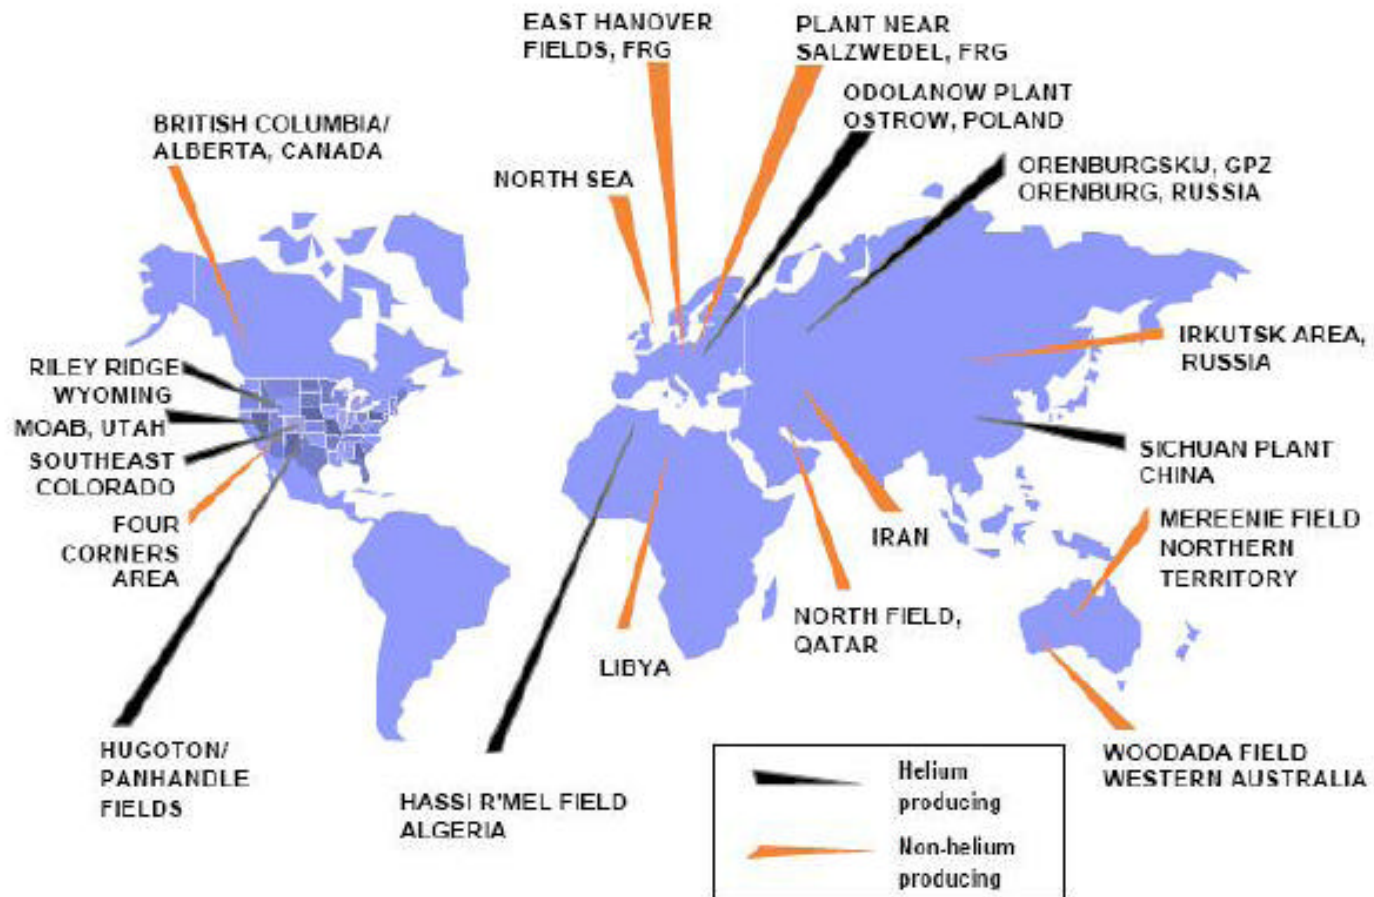 EAST HANOVER
FIELDS, FRG
PLANT NEAR
SALZWEDEL, FRG
ODOLANOW PLANT
OSTROW, POLAND
BRITISH COLUMBIA/
ALBERTA, CANADA
NORTH SEA
ORENBURGSKIJ, GPZ
ORENBURG, RUSSIA
IRKUTSK AREA,
RUSSIA
RILEY RIDGE
WYOMING
MOAB, UTAH
SOUTHEAST
COLORADO
FOUR
CORNERS
AREA
SICHUAN PLANT
CHINA
MEREENIE FIELD
NORTHERN
TERRITORY
IRAN
NORTH FIELD,
QATAR
LIBYA
HUGOTON/
PANHANDLE
FIELDS
HASSI R'MEL FIELD
ALGERIA
WOODADA FIELD
WESTERN AUSTRALIA
Helium
producing
Non-helium
producing